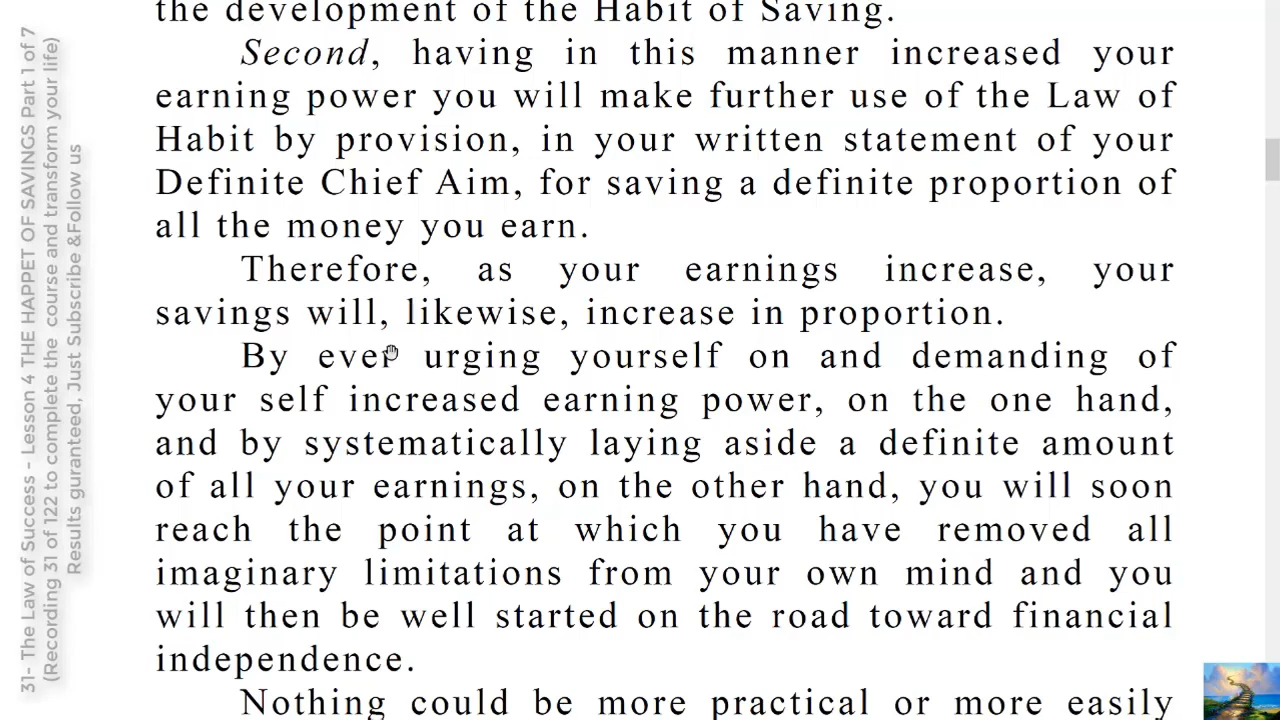 the development of the Habit of Saving.
Second, having in this manner increased your
earning power you will make further use of the Law of
Habit by provision, in your written statement of your
Definite Chief Aim, for saving a definite proportion of
all the money you earn.
Therefore, as your earnings increase, your
savings will, likewise, increase in proportion.
By ever urging yourself on and demanding of
your self increased earning power, on the one hand,
and by systematically laying aside a definite amount
of all your earnings, on the other hand, you will soon
reach the point at which you have removed all
imaginary limitations from your own mind and you
will then be well started on the road toward financial
independence.
Nothing could be more practical or more easily
31- The Law of Success - Lesson 4 THE HAPPET OF SAVINGS Part 1 of 7
(Recording 31 of 122 to complete the course and transform your life)
Results guranteed, Just Subscribe &Follow us